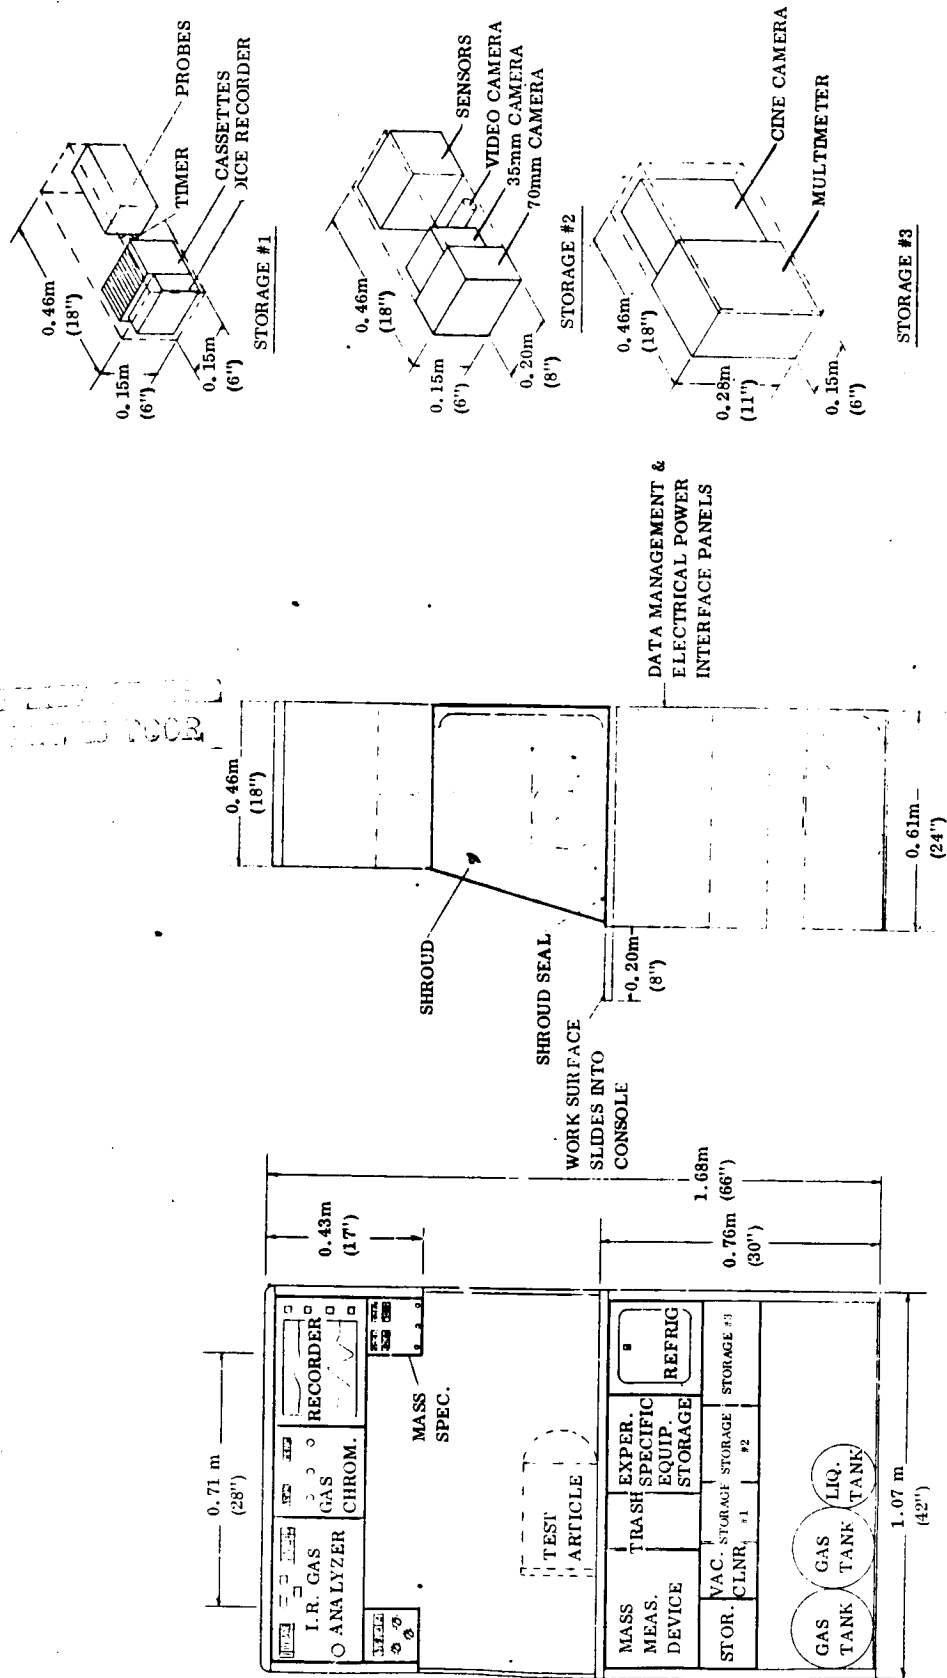 0.71 m
(28")
0.43m
(17")
1.68m
(66")
0.76m
(30")
1.07 m
(42")
I.R. GAS
ANALYZER
GAS
CHROM.
RECORDER
MASS
SPEC.
TEST
ARTICLE
MASS
MEAS.
DEVICE
TRASH
EXPER.
SPECIFIC
EQUIP.
STORAGE
REFRIG
STOR.
VAC.
CLNR.
STORAGE
#1
STORAGE
#2
STORAGE #3
GAS
TANK
GAS
TANK
LIQ.
TANK
0.46m
(18")
SHROUD
SHROUD SEAL
WORK SURFACE
SLIDES INTO
CONSOLE
0.20m
(8")
0.61m
(24")
DATA MANAGEMENT &
ELECTRICAL POWER
INTERFACE PANELS
0.46m
(18")
0.15m
(6")
0.15m
(6")
PROBES
TIMER
CASSETTES
RECORDER
STORAGE #1
0.46m
(18")
0.15m
(6")
0.20m
(8")
SENSORS
VIDEO CAMERA
35mm CAMERA
70mm CAMERA
STORAGE #2
0.46m
(18")
0.28m
(11")
0.15m
(6")
CINE CAMERA
MULTIMETER
STORAGE #3